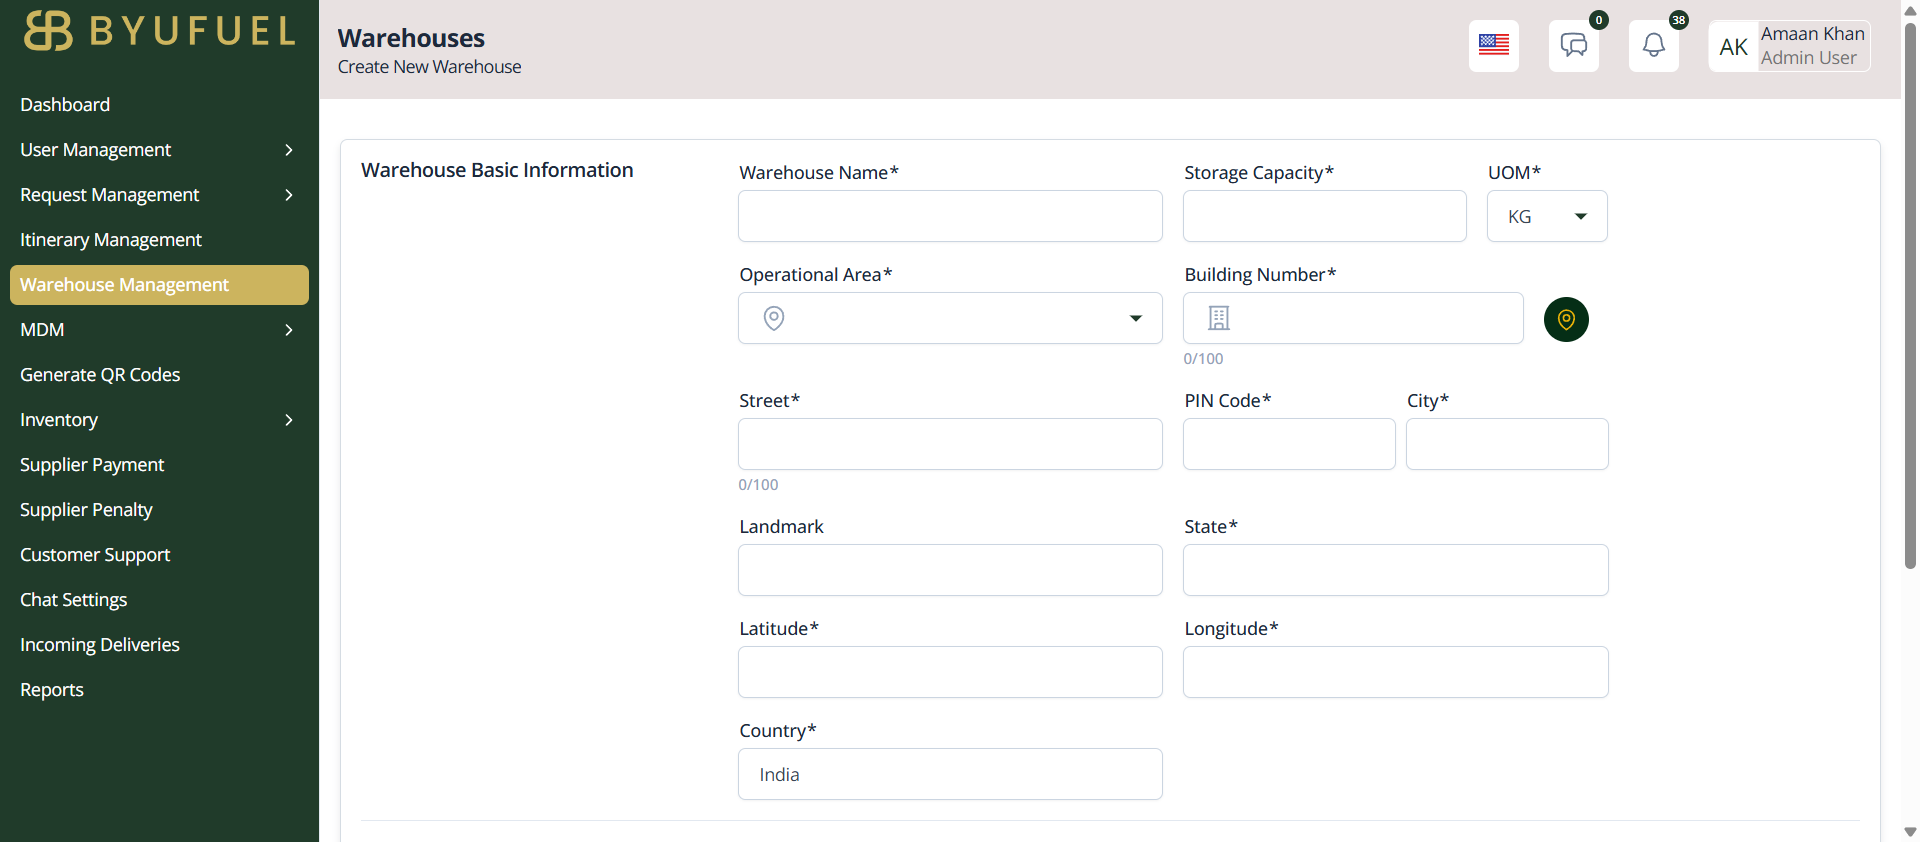 BYUFUEL
Dashboard
User Management
Request Management
Itinerary Management
Warehouse Management
MDM
Generate QR Codes
Inventory
Supplier Payment
Supplier Penalty
Customer Support
Chat Settings
Incoming Deliveries
Reports
Warehouses
Create New Warehouse
0
38
AK
Amaan Khan
Admin User
Warehouse Basic Information
Warehouse Name*
Storage Capacity*
UOM*
KG
Operational Area*
Building Number*
0/100
Street*
PIN Code*
City*
0/100
Landmark
State*
Latitude*
Longitude*
Country*
India